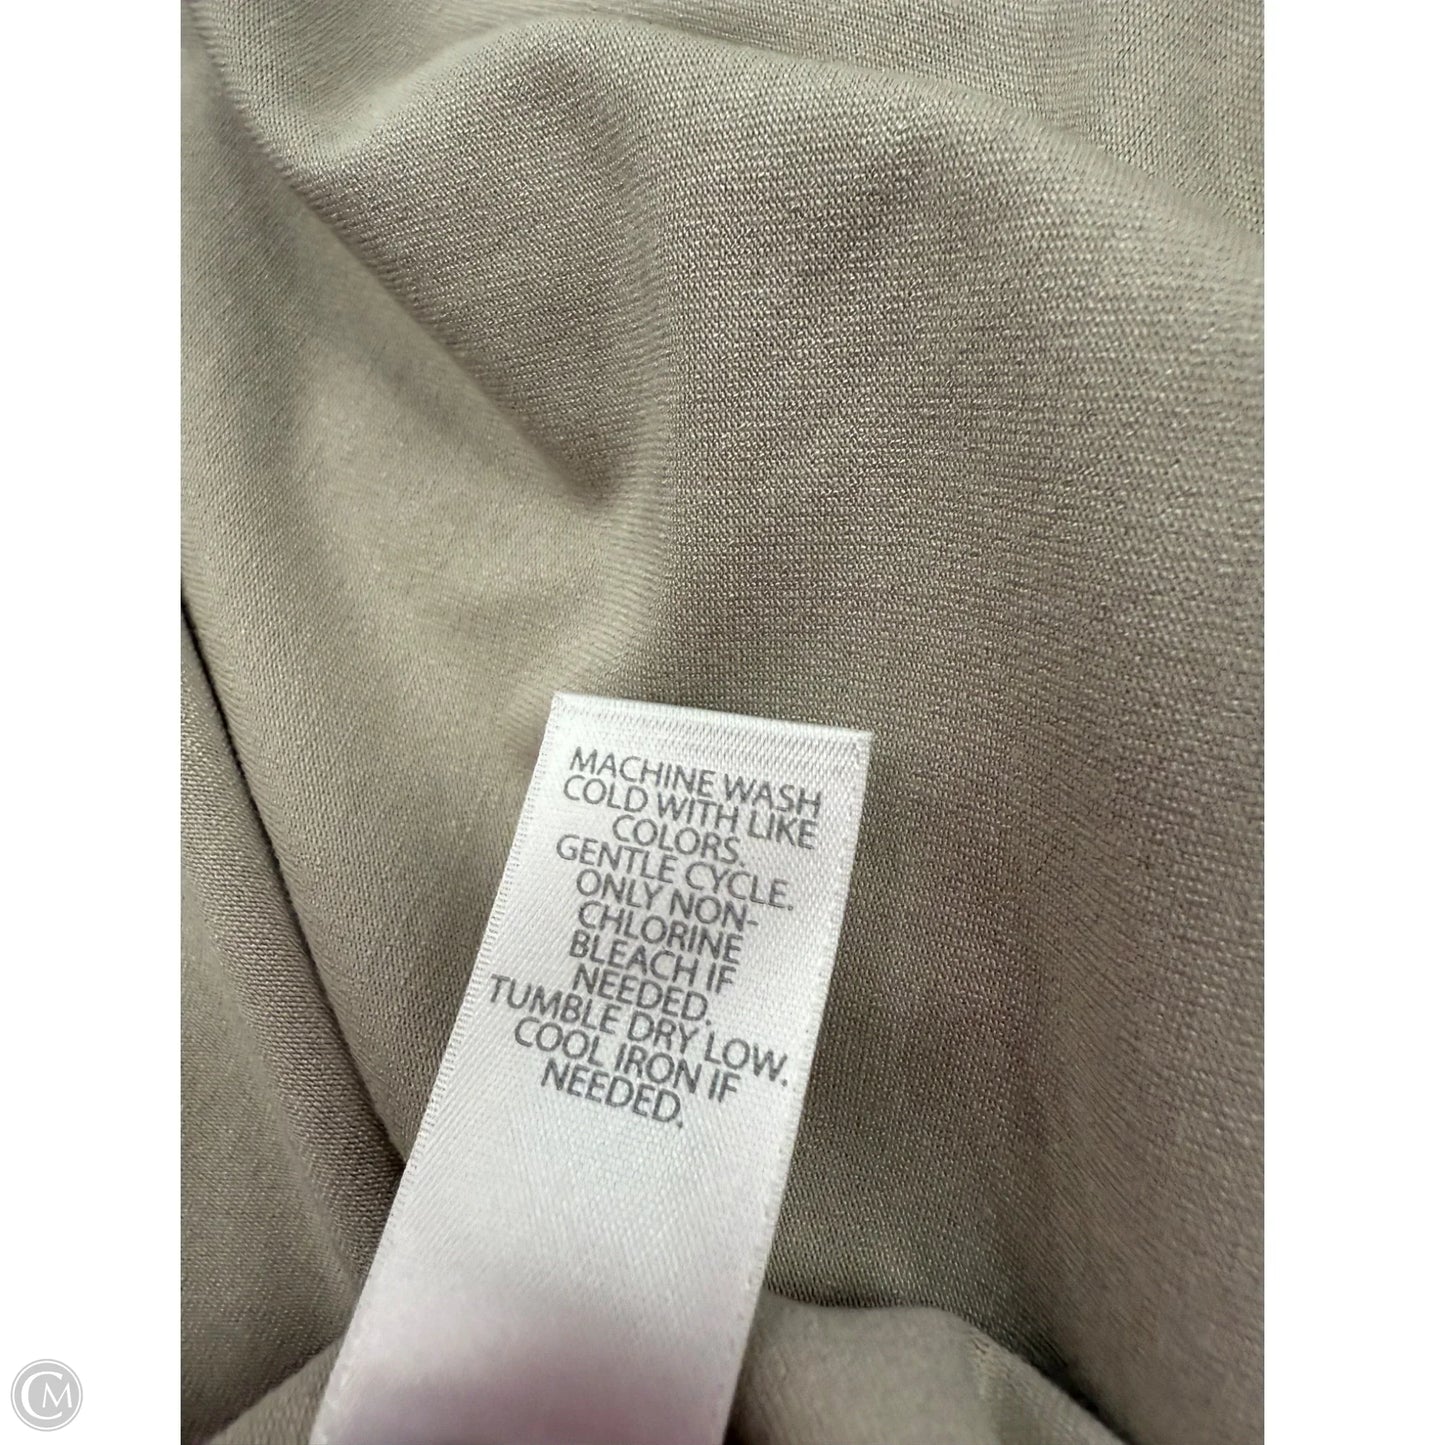 MACHINE WASH
COLD WITH LIKE
COLORS.
GENTLE CYCLE.
ONLY NON-
CHLORINE
BLEACH IF
NEEDED.
TUMBLE DRY LOW.
COOL IRON IF
NEEDED.
CM